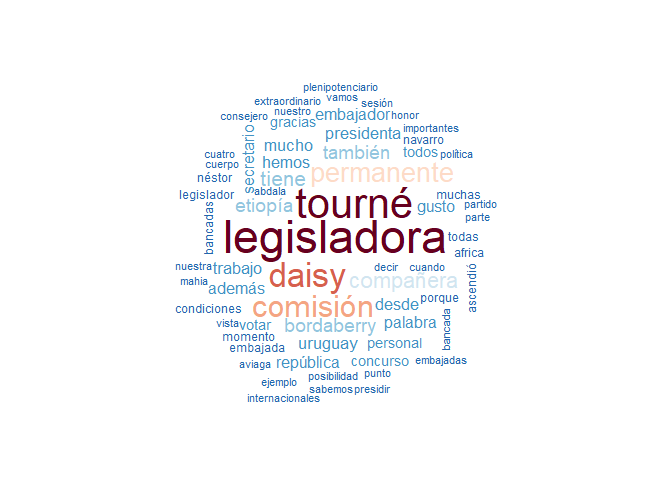 plenipotenciario
extraordinario vamos sesión
consejero nuestro embajador honor
secretario gracias presidenta importantes
cuatro mucho también todos navarro política
cuerpo hemos permanente
néstor tiene
legislador abdala tourné gusto muchas
bancadas etiopía partido
parte
legisladora todas
africa
nuestra trabajo daisy decir cuando ascendió
mahia además compañera
condiciones comisión desde porque
vista votar bordaberry palabra bancada
momento
embajada uruguay personal
aviaga república concurso embajadas
ejemplo posibilidad punto
sabemos presidir
internacionales